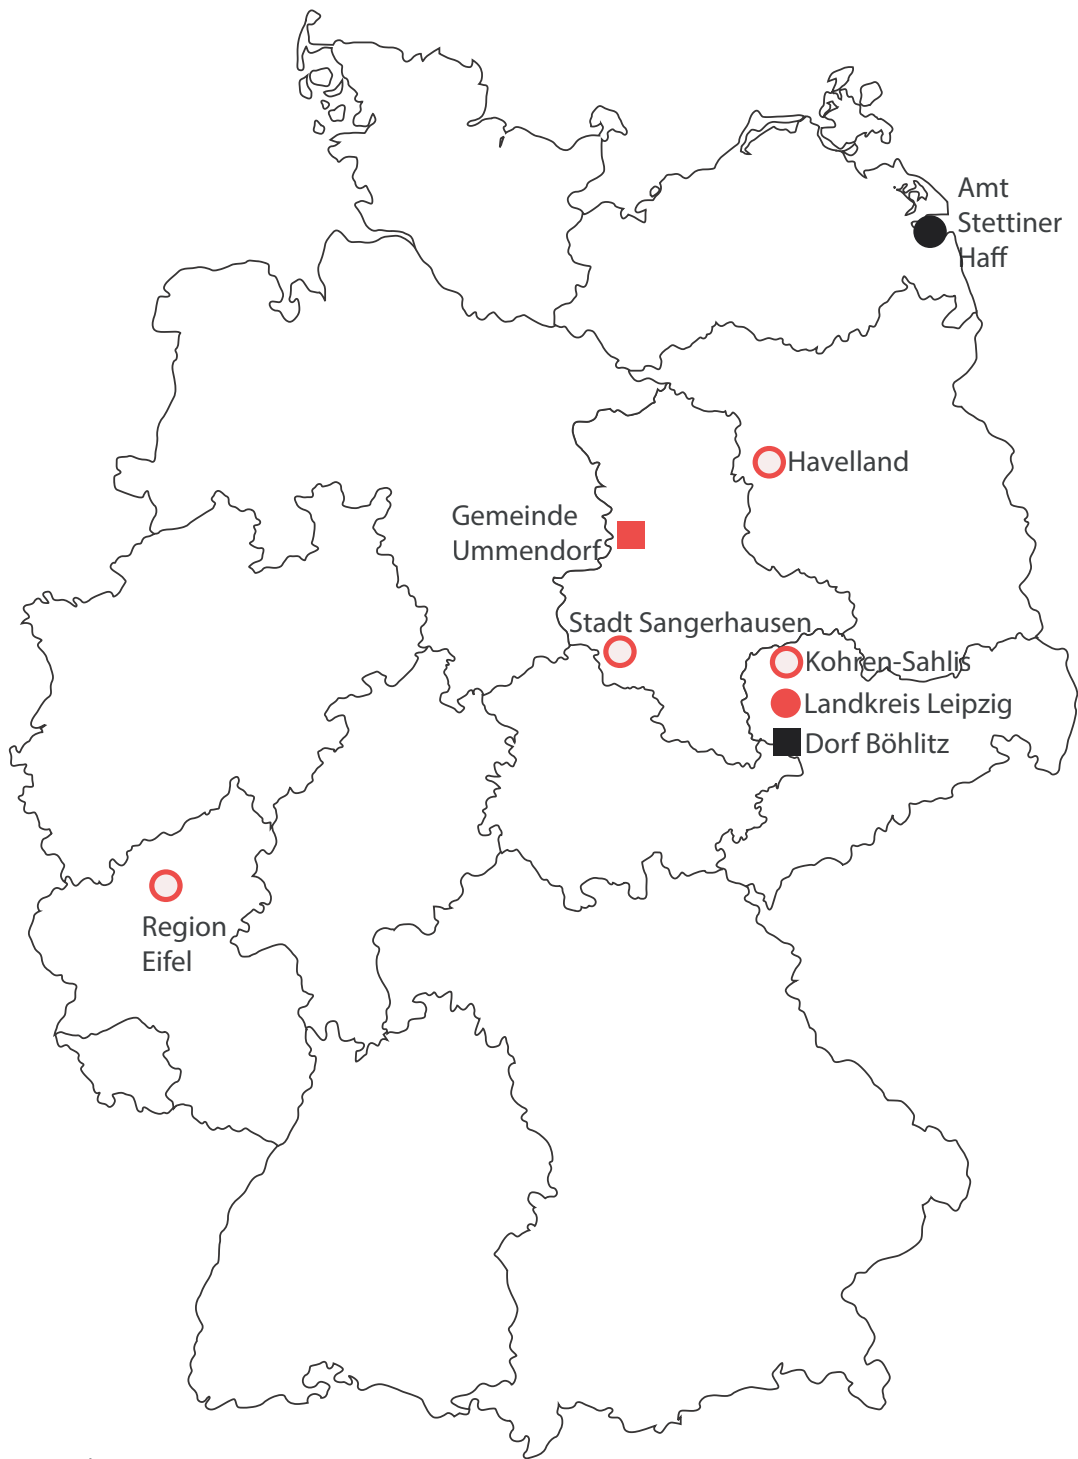 Amt
Stettiner
Haff
Havelland
Gemeinde
Ummendorf
Stadt Sangerhausen
Kohren-Sahlis
Landkreis Leipzig
Dorf Böhlitz
Region
Eifel